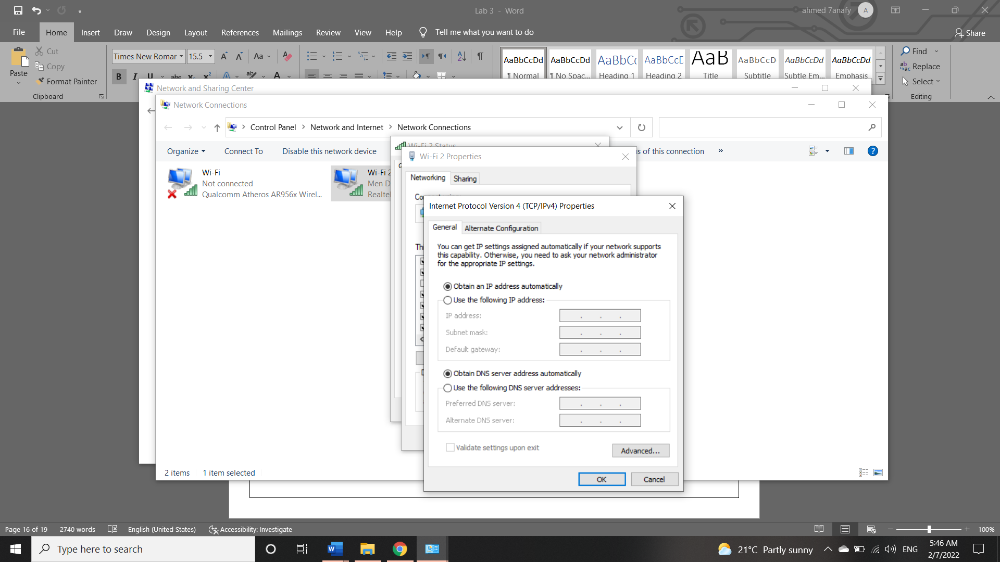 Lab 3 - Word
ahmed 7anafy
A
File
Home
Insert
Draw
Design
Layout
References
Mailings
Review
View
Help
Tell me what you want to do
Share
Paste
Cut
Copy
Format Painter
Clipboard
Times New Roman
15.5
Aa
B I U
AaBbCcDd
¶ Normal
AaBbCcDd
¶ No Spac...
AaBbCc
Heading 1
AaBbCcD
Heading 2
AaB
Title
AaBbCcD
Subtitle
AaBbCcDd
Subtle Em...
AaBbCcDd
Emphasis
Find
Replace
Select
Editing
Network and Sharing Center
Network Connections
Control Panel > Network and Internet > Network Connections
Organize
Connect To
Disable this network device
s of this connection
»
Wi-Fi
Not connected
Qualcomm Atheros AR956x Wirel...
Wi-Fi 2
Men D
Realte
Wi-Fi 2 Status
Wi-Fi 2 Properties
Networking
Sharing
Internet Protocol Version 4 (TCP/IPv4) Properties
General
Alternate Configuration
You can get IP settings assigned automatically if your network supports
this capability. Otherwise, you need to ask your network administrator
for the appropriate IP settings.
Obtain an IP address automatically
Use the following IP address:
IP address:
Subnet mask:
Default gateway:
Obtain DNS server address automatically
Use the following DNS server addresses:
Preferred DNS server:
Alternate DNS server:
Validate settings upon exit
Advanced...
OK
Cancel
2 items
1 item selected
Page 16 of 19
2740 words
English (United States)
Accessibility: Investigate
100%
Type here to search
21°C Partly sunny
ENG
5:46 AM
2/7/2022